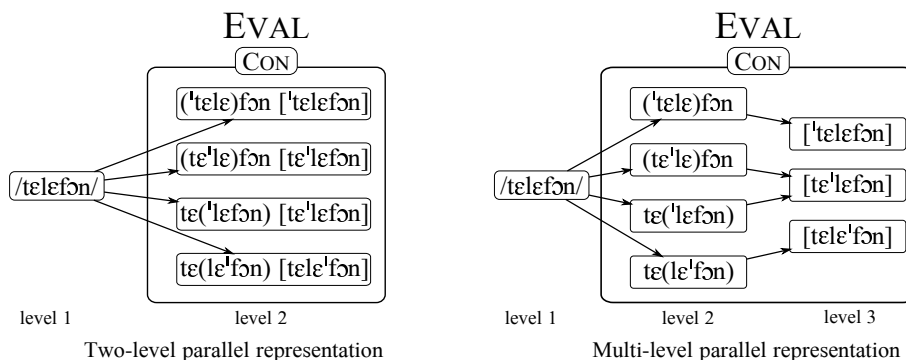 EVAL
CON
(ˈtɛlɛ)fɔn [ˈtɛlɛfɔn]
(tɛˈlɛ)fɔn [tɛˈlɛfɔn]
/tɛlɛfɔn/
tɛ(ˈlɛfɔn) [tɛˈlɛfɔn]
tɛ(lɛˈfɔn) [tɛlɛˈfɔn]
level 1
level 2
Two-level parallel representation
EVAL
CON
(ˈtɛlɛ)fɔn
[ˈtɛlɛfɔn]
(tɛˈlɛ)fɔn
/tɛlɛfɔn/
[tɛˈlɛfɔn]
tɛ(ˈlɛfɔn)
[tɛlɛˈfɔn]
tɛ(lɛˈfɔn)
level 1
level 2
level 3
Multi-level parallel representation